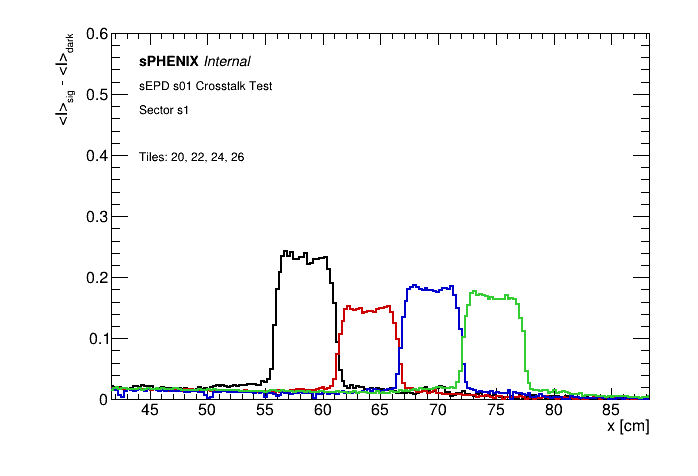 <I>sig - <I>dark
0.6
0.5
0.4
0.3
0.2
0.1
0
sPHENIX Internal
sEPD s01 Crosstalk Test
Sector s1
Tiles: 20, 22, 24, 26
45 50 55 60 65 70 75 80 85
x [cm]